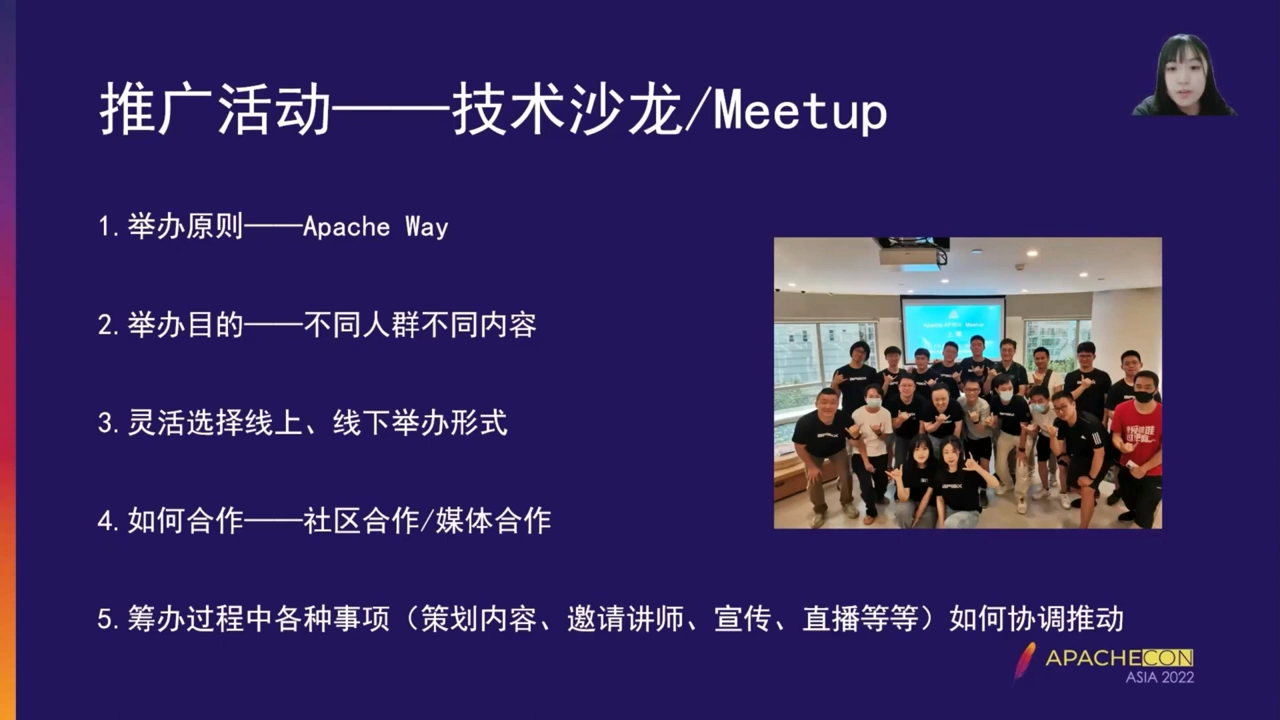 推广活动——技术沙龙/Meetup
1.举办原则——Apache Way
2.举办目的——不同人群不同内容
3.灵活选择线上、线下举办形式
4.如何合作——社区合作/媒体合作
5.筹办过程中各种事项（策划内容、邀请讲师、宣传、直播等等）如何协调推动
APACHECON
ASIA 2022